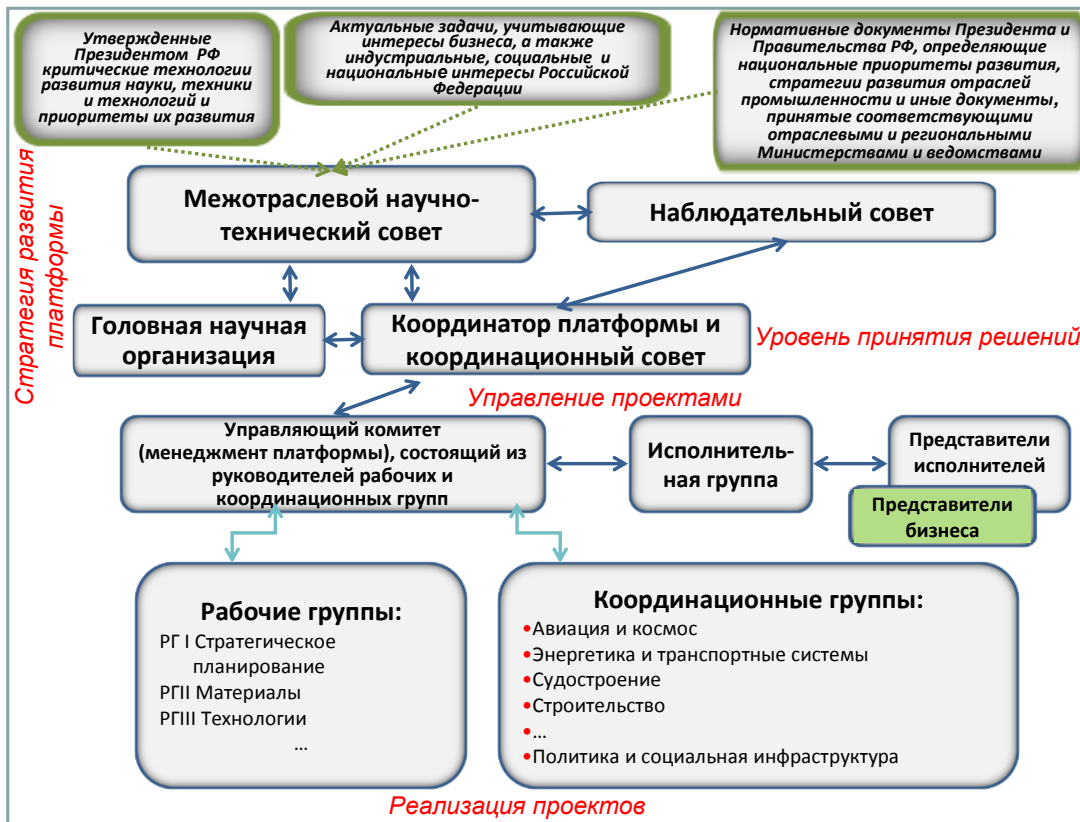 Утвержденные
Президентом РФ
критические технологии
развития науки, техники
и технологий и
приоритеты их развития
Актуальные задачи, учитывающие
интересы бизнеса, а также
индустриальные, социальные и
национальные интересы Российской
Федерации
Нормативные документы Президента и
Правительства РФ, определяющие
национальные приоритеты развития,
стратегии развития отраслей
промышленности и иные документы,
принятые соответствующими
отраслевыми и региональными
Министерствами и ведомствами
Стратегия развития
платформы
Межотраслевой научно-
технический совет
Наблюдательный совет
Головная научная
организация
Координатор платформы и
координационный совет
Уровень принятия решений
Управление проектами
Управляющий комитет
(менеджмент платформы), состоящий из
руководителей рабочих и
координационных групп
Исполнитель-
ная группа
Представители
исполнителей
Представители
бизнеса
Рабочие группы:
РГ I Стратегическое
планирование
РГII Материалы
РГIII Технологии
...
Координационные группы:
•Авиация и космос
•Энергетика и транспортные системы
•Судостроение
•Строительство
•...
•Политика и социальная инфраструктура
Реализация проектов